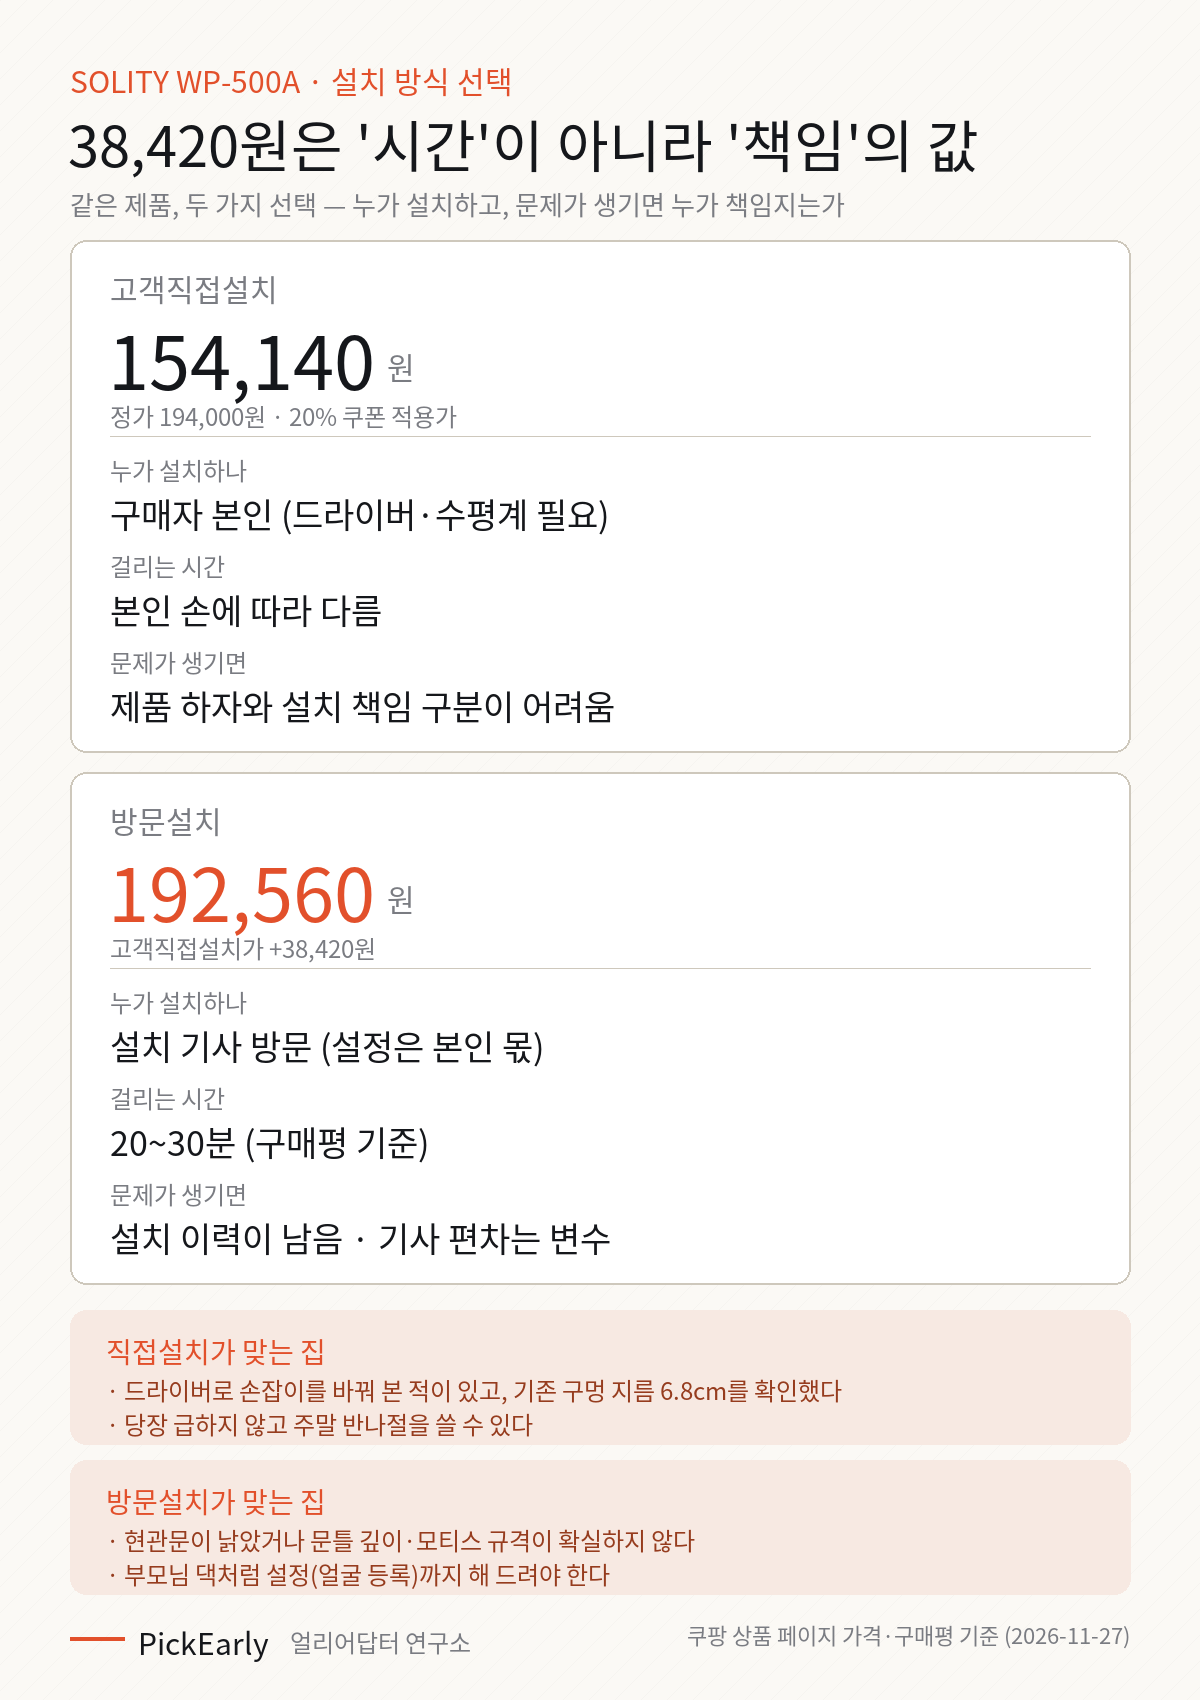 SOLITY WP-500A · 설치 방식 선택
38,420원은 '시간'이 아니라 '책임'의 값
같은 제품, 두 가지 선택 — 누가 설치하고, 문제가 생기면 누가 책임지는가
고객직접설치
154,140 원
정가 194,000원 · 20% 쿠폰 적용가
누가 설치하나
구매자 본인 (드라이버·수평계 필요)
걸리는 시간
본인 손에 따라 다름
문제가 생기면
제품 하자와 설치 책임 구분이 어려움
방문설치
192,560 원
고객직접설치가 +38,420원
누가 설치하나
설치 기사 방문 (설정은 본인 몫)
걸리는 시간
20~30분 (구매평 기준)
문제가 생기면
설치 이력이 남음 · 기사 편차는 변수
직접설치가 맞는 집
· 드라이버로 손잡이를 바꿔 본 적이 있고, 기존 구멍 지름 6.8cm를 확인했다
· 당장 급하지 않고 주말 반나절을 쓸 수 있다
방문설치가 맞는 집
· 현관문이 낡았거나 문틀 깊이·모티스 규격이 확실하지 않다
· 부모님 댁처럼 설정(얼굴 등록)까지 해 드려야 한다
PickEarly 얼리어답터 연구소
쿠팡 상품 페이지 가격·구매평 기준 (2026-11-27)